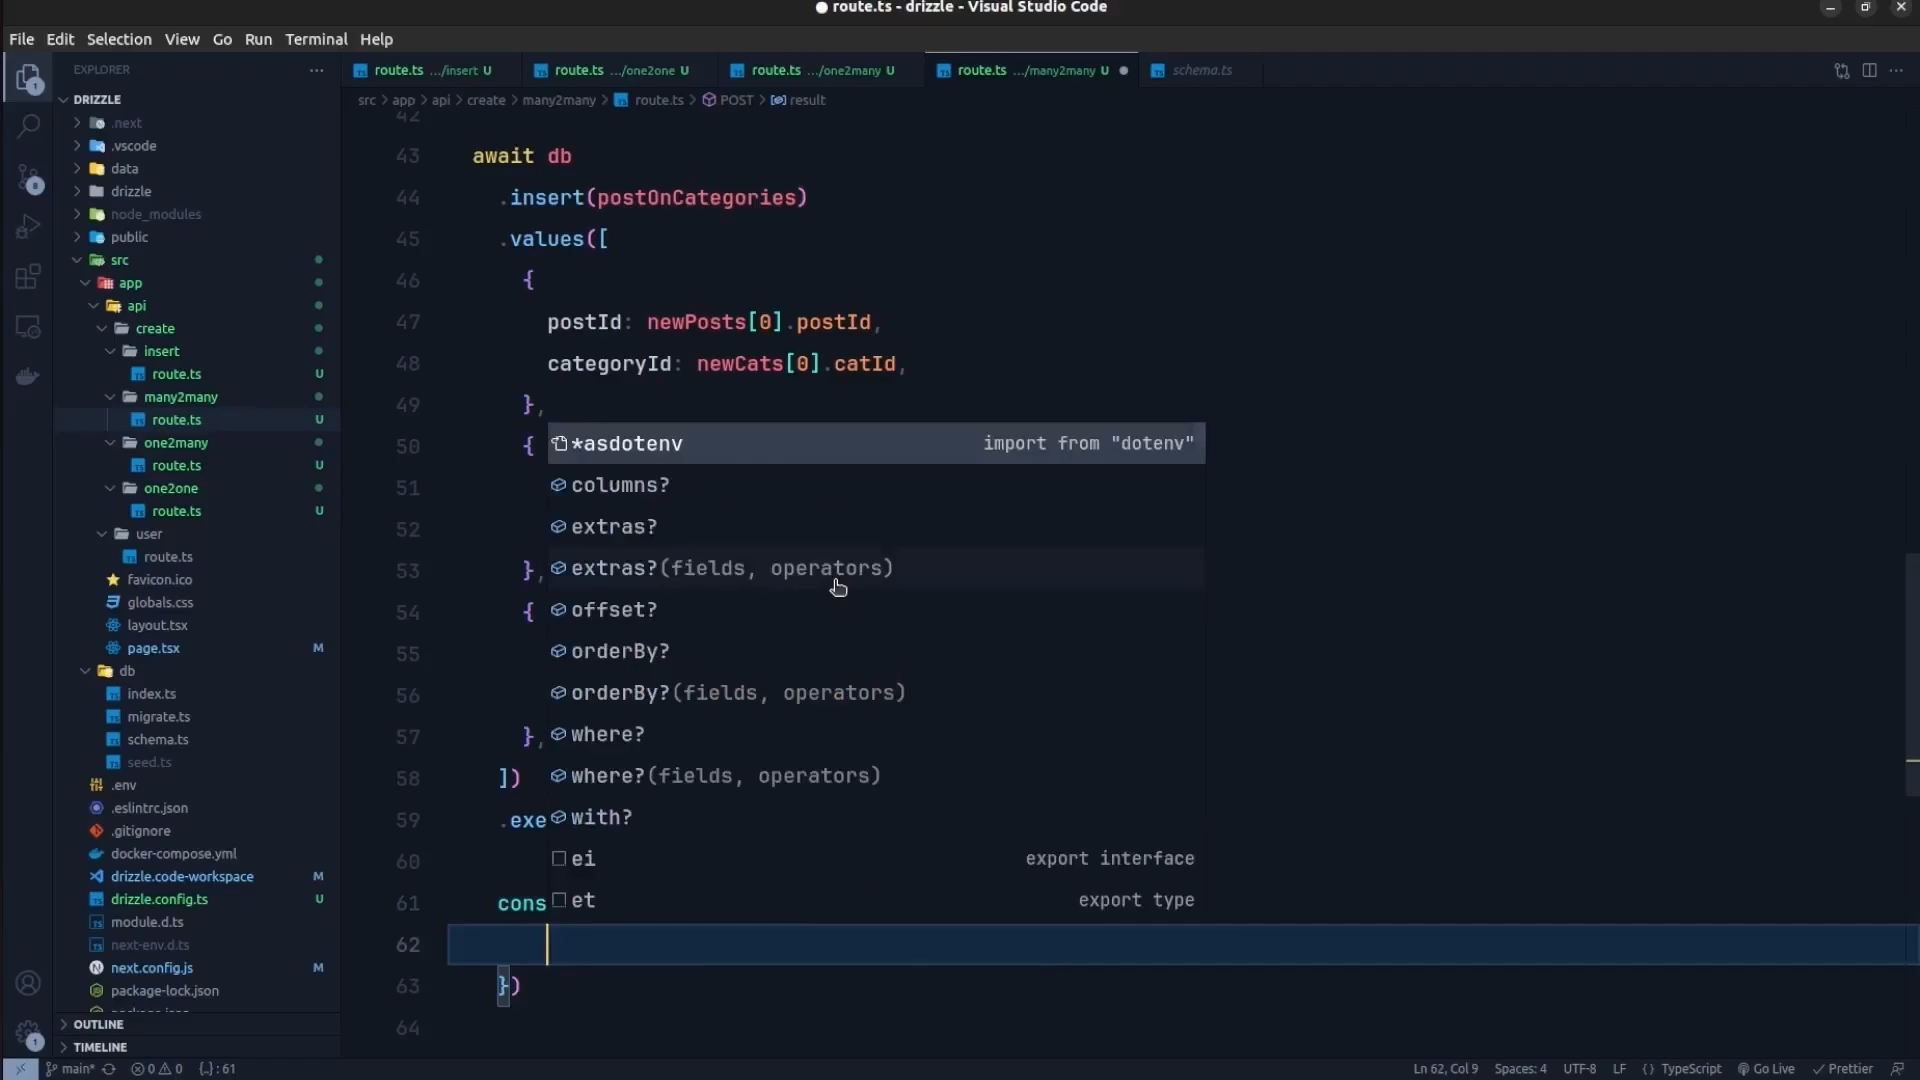 route.ts - drizzle - Visual Studio Code
File Edit Selection View Go Run Terminal Help
EXPLORER
route.ts .../insert U
route.ts .../one2one U
route.ts .../one2many U
route.ts .../many2many U
schema.ts
src > app > api > create > many2many > route.ts > POST > result
DRIZZLE
.next
.vscode
data
drizzle
node_modules
public
src
app
api
create
insert
route.ts U
many2many
route.ts U
one2many
route.ts U
one2one
route.ts U
user
route.ts
favicon.ico
globals.css
layout.tsx
page.tsx M
db
index.ts
migrate.ts
schema.ts
seed.ts
.env
.eslintrc.json
.gitignore
docker-compose.yml
drizzle.code-workspace M
drizzle.config.ts U
module.d.ts
next-env.d.ts
next.config.js M
package-lock.json
OUTLINE
TIMELINE
42
43 await db
44 .insert(postOnCategories)
45 .values([
46 {
47 postId: newPosts[0].postId,
48 categoryId: newCats[0].catId,
49 },
50 {
51
52
53 },
54 {
55
56
57 },
58 ])
59 .exe
60
61 cons
62
63 })
64
*asdotenv import from "dotenv"
columns?
extras?
extras?(fields, operators)
offset?
orderBy?
orderBy?(fields, operators)
where?
where?(fields, operators)
with?
ei export interface
et export type
main* 0 0 {..} : 61
Ln 62, Col 9 Spaces: 4 UTF-8 LF {} TypeScript Go Live Prettier